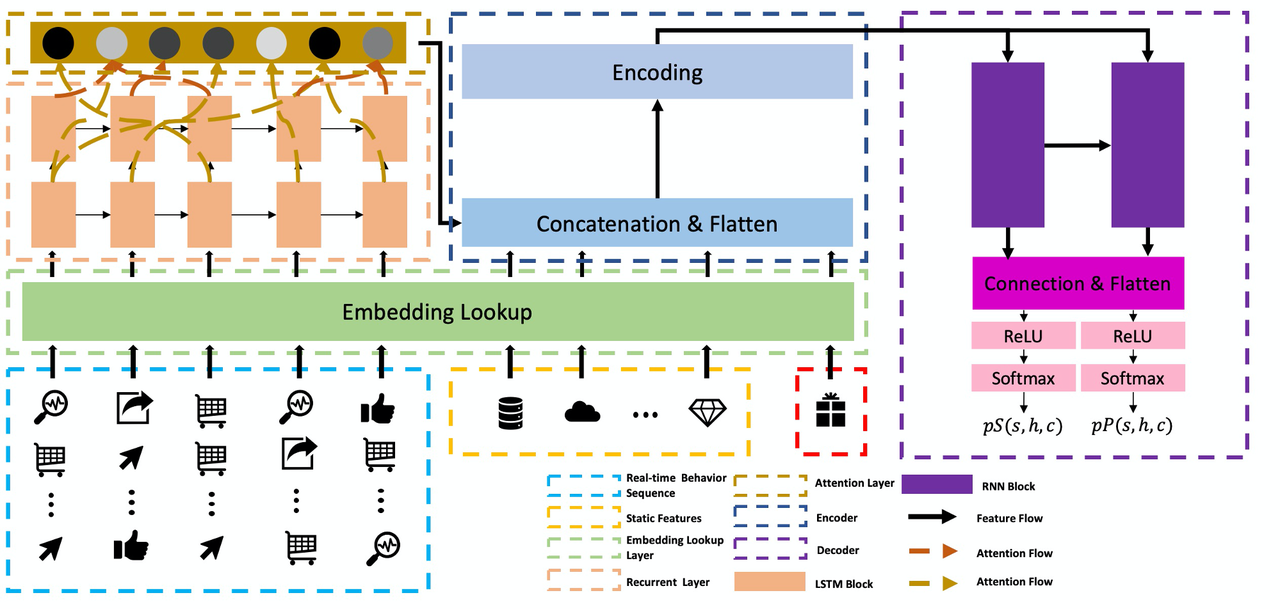 Encoding
Concatenation & Flatten
Embedding Lookup
Connection & Flatten
ReLU
ReLU
Softmax
Softmax
pS(s, h, c)
pP(s, h, c)
...
Real-time Behavior
Sequence
Static Features
Embedding Lookup
Layer
Recurrent Layer
Attention Layer
Encoder
Decoder
LSTM Block
RNN Block
Feature Flow
Attention Flow
Attention Flow